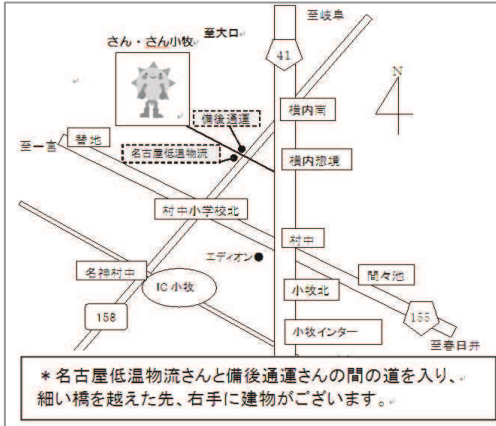 至岐阜
さん・さん小牧
至大口
41
N
備後通運
横内南
至一宮
替地
名古屋低温物流
横内惣境
村中小学校北
村中
エディオン
名神村中
IC小牧
間々池
小牧北
158
155
小牧インター
至春日井
*名古屋低温物流さんと備後通運さんの間の道を入り、
細い橋を越えた先、右手に建物がございます。